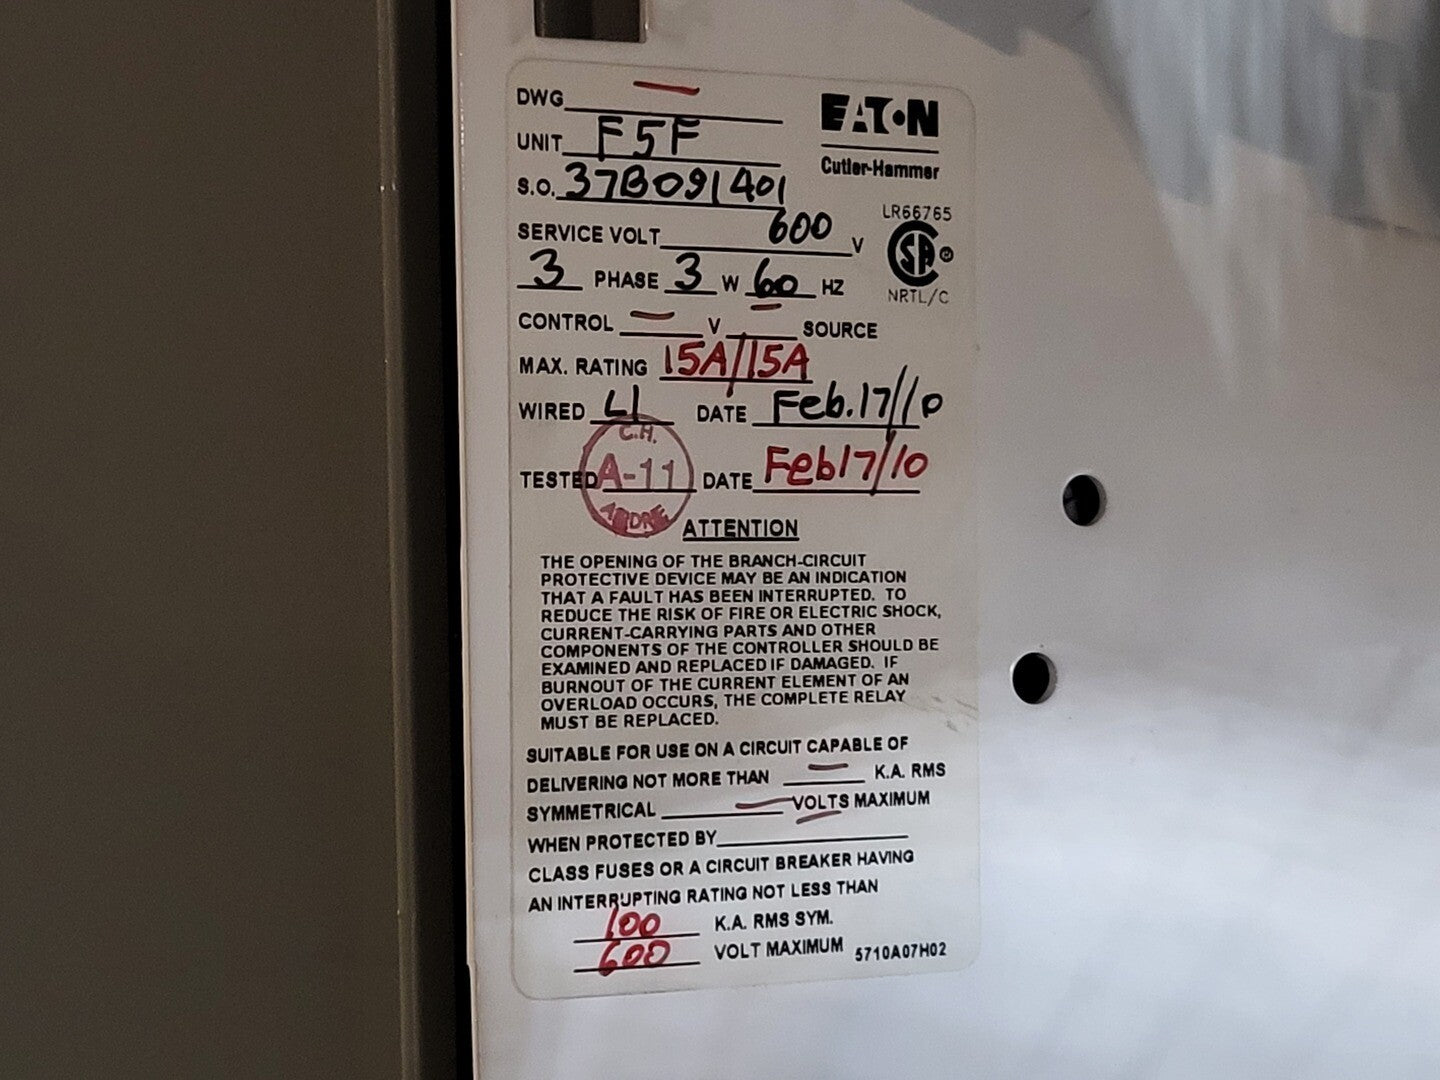 DWG —
UNIT F5F
S.O. 37B091401
SERVICE VOLT 600 V
3 PHASE 3 W 60 HZ
CONTROL — V — SOURCE
MAX. RATING 15A/15A
WIRED LI DATE Feb.17/10
TESTED DATE Feb17/10
C.H.
A-11
ANDRE
EATON
Cutler-Hammer
LR66765
SA ®
NRTL/C
ATTENTION
THE OPENING OF THE BRANCH-CIRCUIT
PROTECTIVE DEVICE MAY BE AN INDICATION
THAT A FAULT HAS BEEN INTERRUPTED. TO
REDUCE THE RISK OF FIRE OR ELECTRIC SHOCK,
CURRENT-CARRYING PARTS AND OTHER
COMPONENTS OF THE CONTROLLER SHOULD BE
EXAMINED AND REPLACED IF DAMAGED. IF
BURNOUT OF THE CURRENT ELEMENT OF AN
OVERLOAD OCCURS, THE COMPLETE RELAY
MUST BE REPLACED.
SUITABLE FOR USE ON A CIRCUIT CAPABLE OF
DELIVERING NOT MORE THAN — K.A. RMS
SYMMETRICAL — VOLTS MAXIMUM
WHEN PROTECTED BY —
CLASS FUSES OR A CIRCUIT BREAKER HAVING
AN INTERRUPTING RATING NOT LESS THAN
100 K.A. RMS SYM.
600 VOLT MAXIMUM 5710A07H02